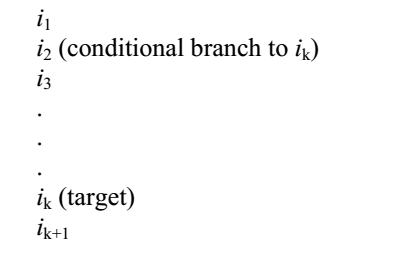 i₁
i₂ (conditional branch to iₖ)
i₃
.
.
.
iₖ (target)
iₖ₊₁